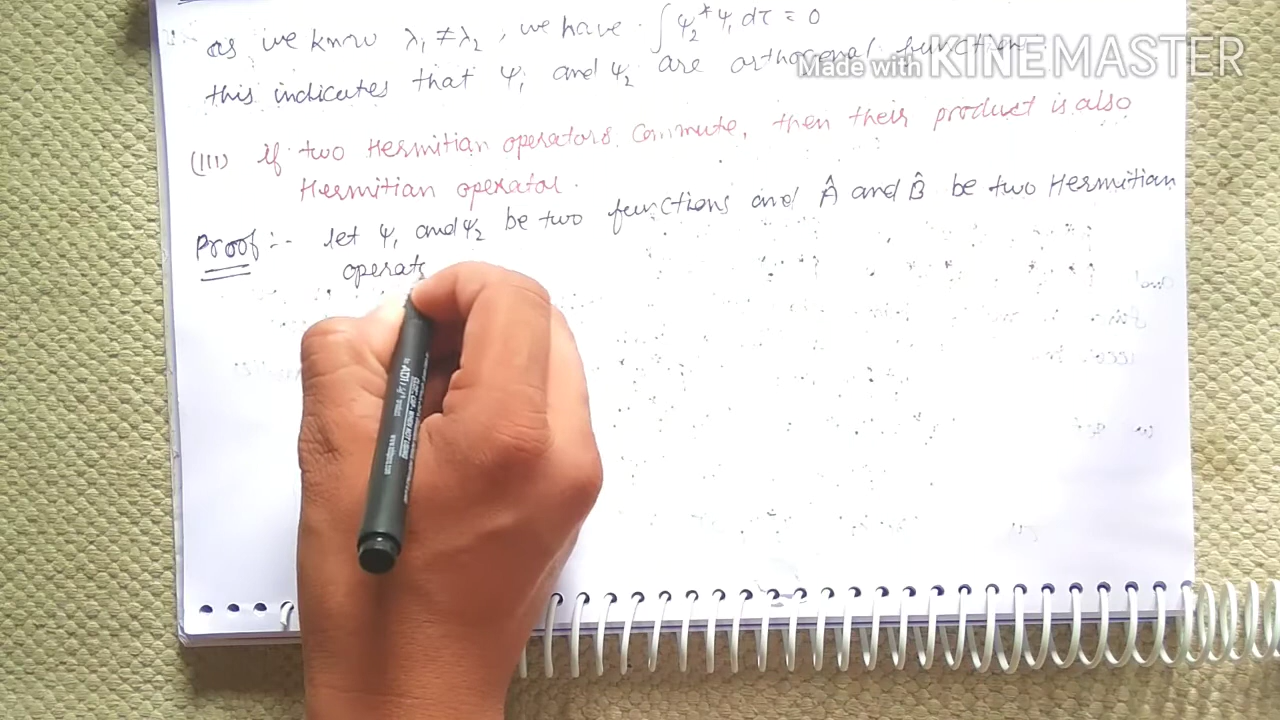 as we know λ₁ ≠ λ₂, we have ∫ψ₂* ψ₁ dτ = 0
this indicates that ψ₁ and ψ₂ are orthogonal function
Made with KINEMASTER
(III) If two Hermitian operators commute, then their product is also
Hermitian operator.
Proof :- let ψ₁ and ψ₂ be two functions and Â and B̂ be two Hermitian
operat